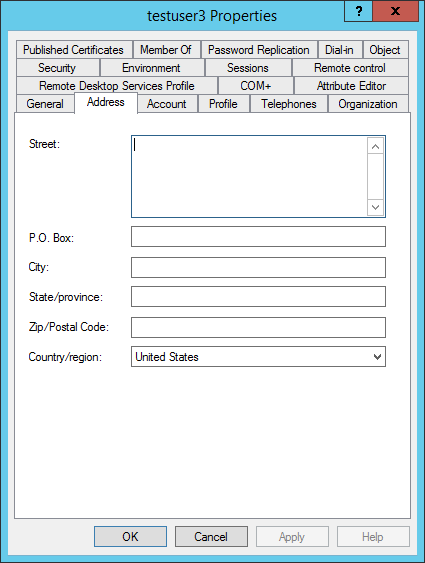 testuser3 Properties
? x
Published Certificates Member Of Password Replication Dial-in Object
Security Environment Sessions Remote control
Remote Desktop Services Profile COM+ Attribute Editor
General Address Account Profile Telephones Organization
Street:
P.O. Box:
City:
State/province:
Zip/Postal Code:
Country/region: United States
OK Cancel Apply Help